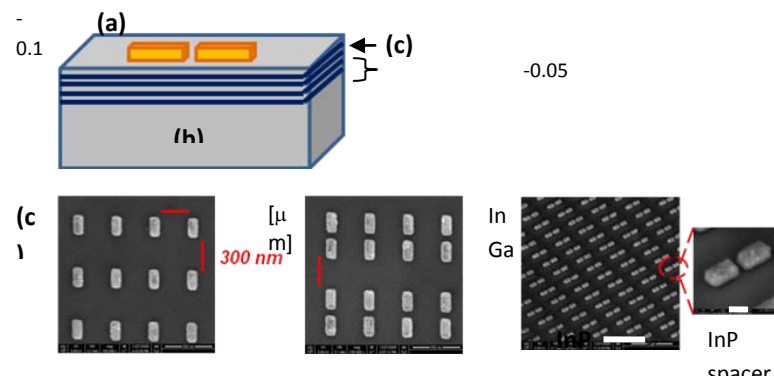 -
0.1
(a)
(c)
-0.05
(b)
(c
)
300 nm
[μ
m]
In
Ga
InP
InP
spacer